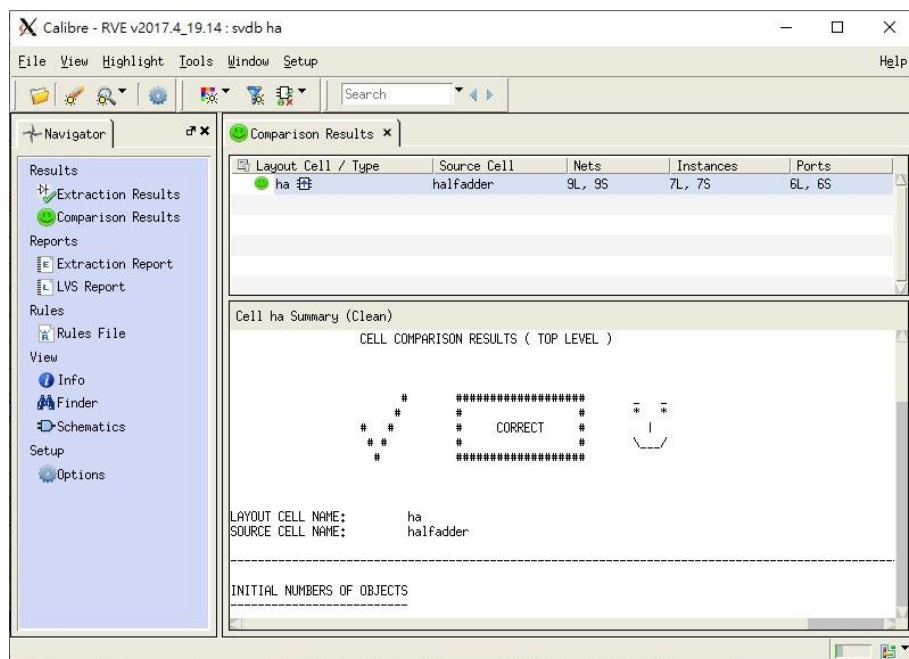 Calibre - RVE v2017.4_19.14 : svdb ha
File View Highlight Tools Window Setup Help
Search
Navigator
Comparison Results
Results
Extraction Results
Comparison Results
Reports
Extraction Report
LVS Report
Rules
Rules File
View
Info
Finder
Schematics
Setup
Options
Layout Cell / Type Source Cell Nets Instances Ports
ha halfadder 9L, 9S 7L, 7S 6L, 6S
Cell ha Summary (Clean)
CELL COMPARISON RESULTS ( TOP LEVEL )
CORRECT
LAYOUT CELL NAME: ha
SOURCE CELL NAME: halfadder
INITIAL NUMBERS OF OBJECTS